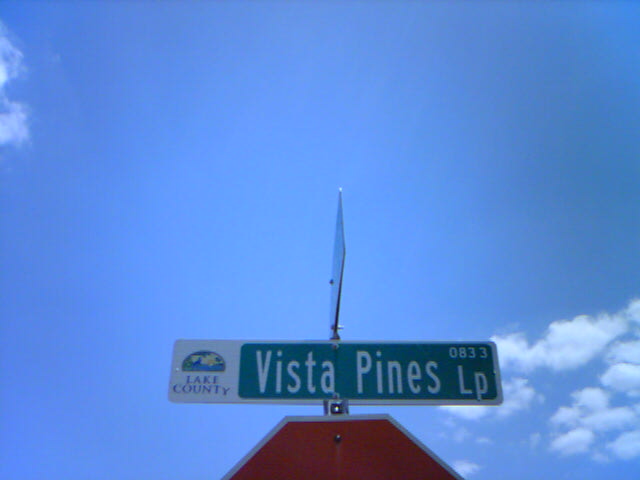 LAKE
COUNTY
Vista Pines Lp
0833